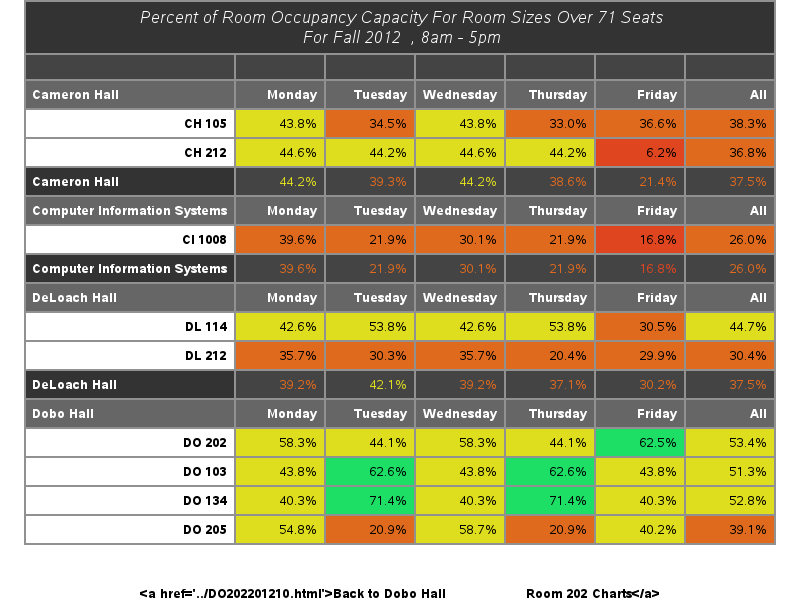 Percent of Room Occupancy Capacity For Room Sizes Over 71 Seats
For Fall 2012 , 8am - 5pm
Cameron Hall Monday Tuesday Wednesday Thursday Friday All
CH 105 43.8% 34.5% 43.8% 33.0% 36.6% 38.3%
CH 212 44.6% 44.2% 44.6% 44.2% 6.2% 36.8%
Cameron Hall 44.2% 39.3% 44.2% 38.6% 21.4% 37.5%
Computer Information Systems Monday Tuesday Wednesday Thursday Friday All
CI 1008 39.6% 21.9% 30.1% 21.9% 16.8% 26.0%
Computer Information Systems 39.6% 21.9% 30.1% 21.9% 16.8% 26.0%
DeLoach Hall Monday Tuesday Wednesday Thursday Friday All
DL 114 42.6% 53.8% 42.6% 53.8% 30.5% 44.7%
DL 212 35.7% 30.3% 35.7% 20.4% 29.9% 30.4%
DeLoach Hall 39.2% 42.1% 39.2% 37.1% 30.2% 37.5%
Dobo Hall Monday Tuesday Wednesday Thursday Friday All
DO 202 58.3% 44.1% 58.3% 44.1% 62.5% 53.4%
DO 103 43.8% 62.6% 43.8% 62.6% 43.8% 51.3%
DO 134 40.3% 71.4% 40.3% 71.4% 40.3% 52.8%
DO 205 54.8% 20.9% 58.7% 20.9% 40.2% 39.1%
<a href='../DO202201210.html'>Back to Dobo Hall Room 202 Charts</a>